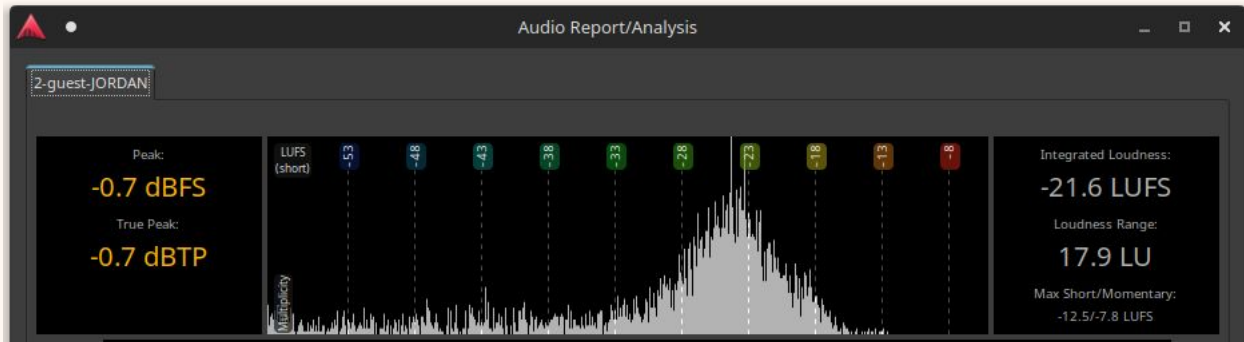 Audio Report/Analysis
2-guest-JORDAN
Peak:
-0.7 dBFS
True Peak:
-0.7 dBTP
LUFS
(short)
-53
-48
-43
-38
-33
-28
-23
-18
-13
-8
Multiplicity
Integrated Loudness:
-21.6 LUFS
Loudness Range:
17.9 LU
Max Short/Momentary:
-12.5/-7.8 LUFS